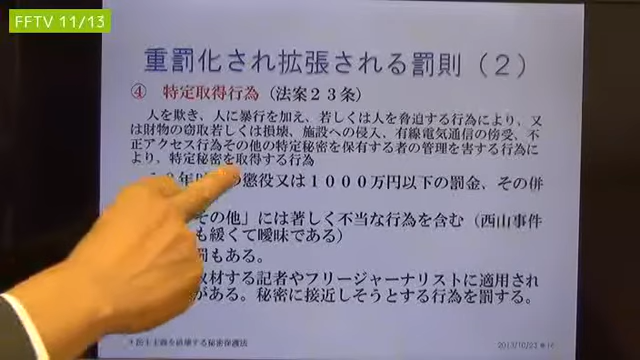 FFTV 11/13
重罰化され拡張される罰則（２）
④ 特定取得行為（法案２３条）
人を欺き、人に暴行を加え、若しくは人を脅迫する行為により、又
は財物の窃取若しくは損壊、施設への侵入、有線電気通信の傍受、不
正アクセス行為その他の特定秘密を保有する者の管理を害する行為に
より、特定秘密を取得する行為
の懲役又は１０００万円以下の罰金、その併
その他」には著しく不当な行為を含む（西山事件
も緩くて曖昧である）
罰もある。
取材する記者やフリージャーナリストに適用され
がある。秘密に接近しそうとする行為を罰する。
を破壊する秘密保護法
2013/10/23